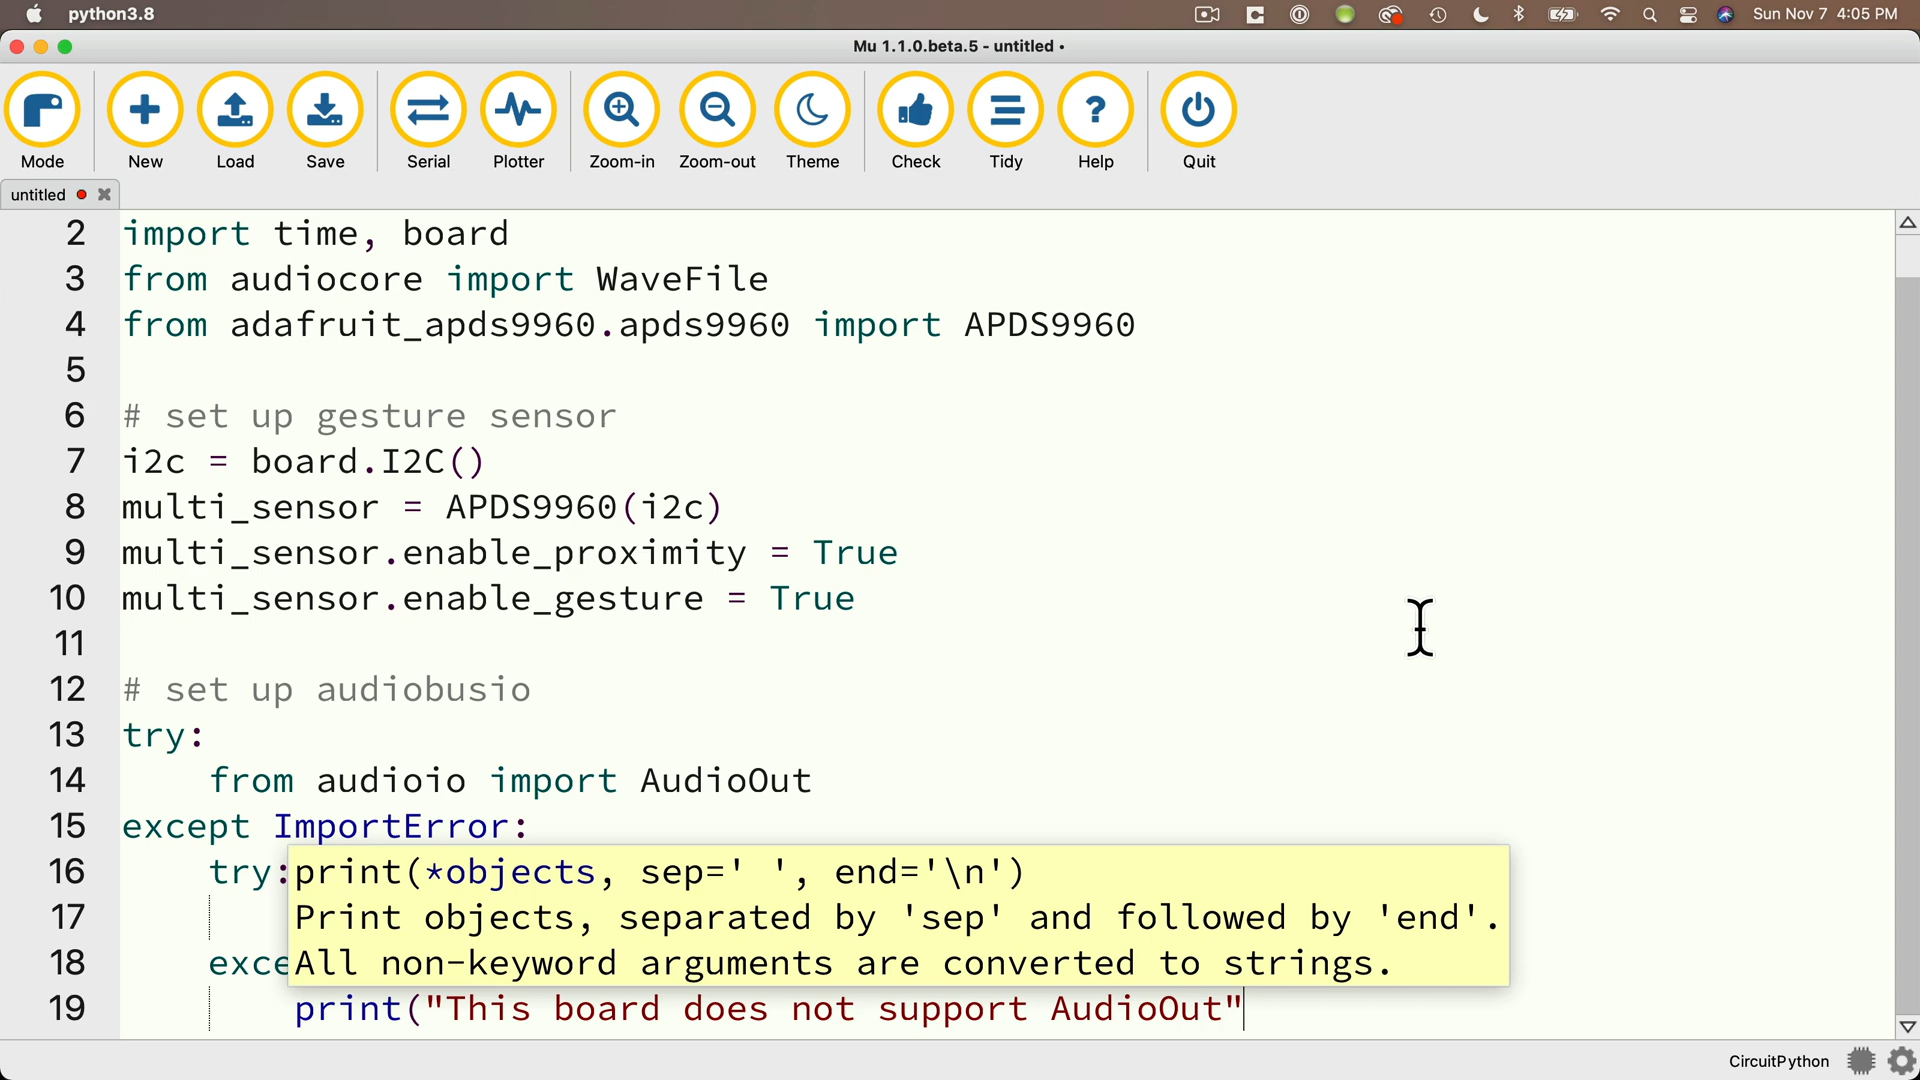 python3.8
Sun Nov 7 4:05 PM
Mu 1.1.0.beta.5 - untitled •
Mode New Load Save Serial Plotter Zoom-in Zoom-out Theme Check Tidy Help Quit
untitled
2 import time, board
3 from audiocore import WaveFile
4 from adafruit_apds9960.apds9960 import APDS9960
5
6 # set up gesture sensor
7 i2c = board.I2C()
8 multi_sensor = APDS9960(i2c)
9 multi_sensor.enable_proximity = True
10 multi_sensor.enable_gesture = True
11
12 # set up audiobusio
13 try:
14 from audioio import AudioOut
15 except ImportError:
16 try: print(*objects, sep=' ', end='\n')
17 Print objects, separated by 'sep' and followed by 'end'.
18 exce All non-keyword arguments are converted to strings.
19 print("This board does not support AudioOut"
CircuitPython